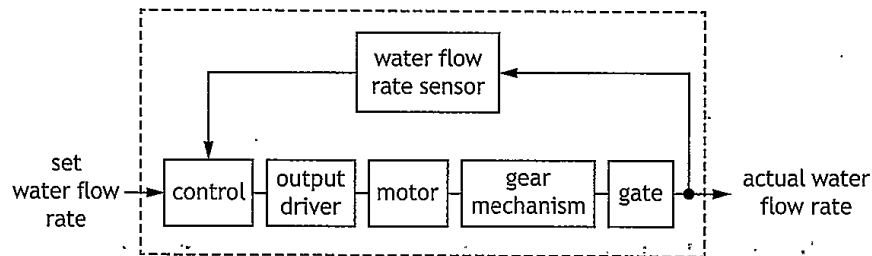 water flow
rate sensor
set
water flow
rate
control
output
driver
motor
gear
mechanism
gate
actual water
flow rate